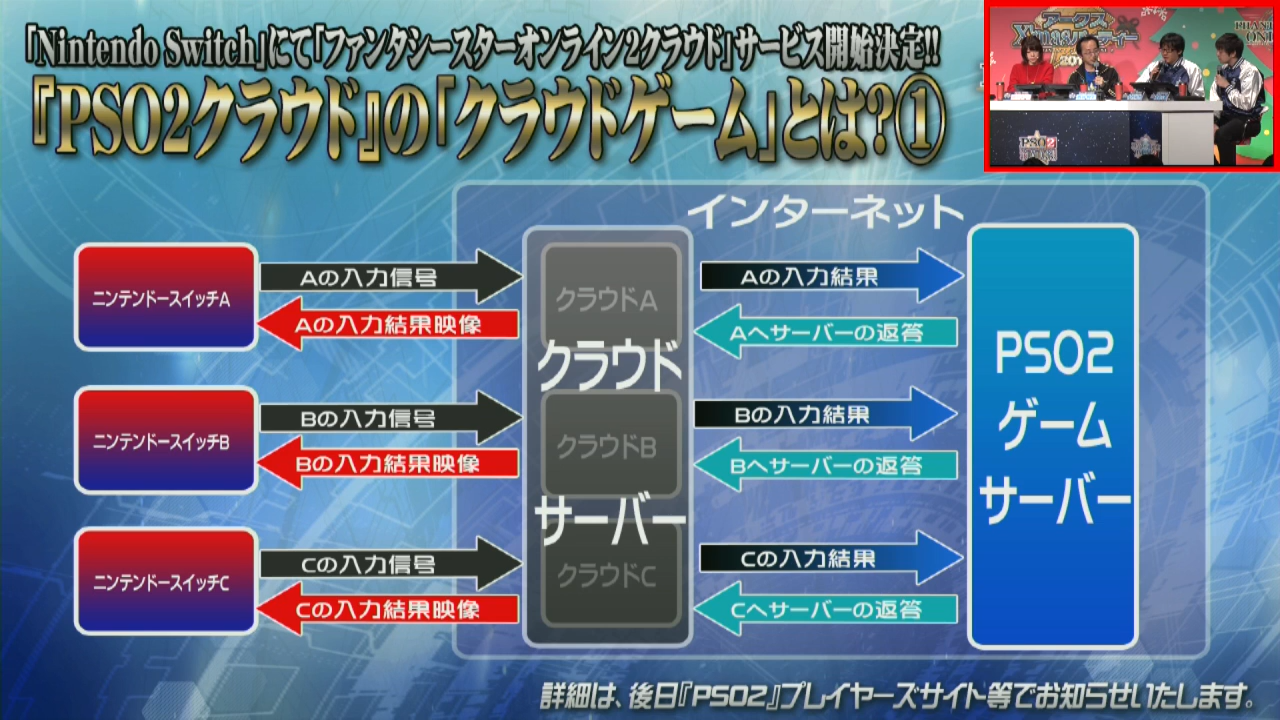 「Nintendo Switch」にて「ファンタシースターオンライン2クラウド」サービス開始決定!!
『PSO2クラウド』の「クラウドゲーム」とは?①
アークス
PSO2
インターネット
ニンテンドースイッチA
Aの入力信号
Aの入力結果映像
クラウドA
Aの入力結果
Aへサーバーの返答
クラウド
サーバー
ニンテンドースイッチB
Bの入力信号
Bの入力結果映像
クラウドB
Bの入力結果
Bへサーバーの返答
ニンテンドースイッチC
Cの入力信号
Cの入力結果映像
クラウドC
Cの入力結果
Cへサーバーの返答
PSO2
ゲーム
サーバー
詳細は、後日『PSO2』プレイヤーズサイト等でお知らせいたします。